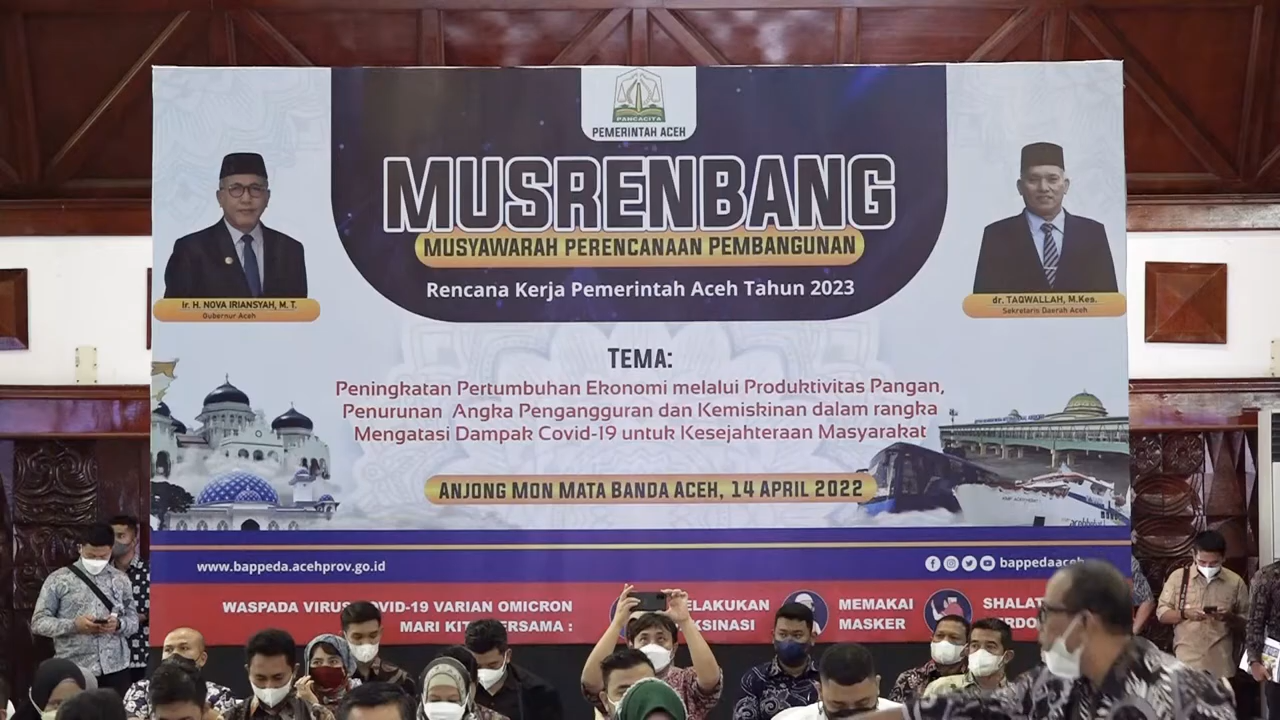 PANCACITA
PEMERINTAH ACEH
MUSRENBANG
MUSYAWARAH PERENCANAAN PEMBANGUNAN
Rencana Kerja Pemerintah Aceh Tahun 2023
Ir. H. NOVA IRIANSYAH, M. T.
Gubernur Aceh
dr. TAQWALLAH, M.Kes.
Sekretaris Daerah Aceh
TEMA:
Peningkatan Pertumbuhan Ekonomi melalui Produktivitas Pangan,
Penurunan Angka Pengangguran dan Kemiskinan dalam rangka
Mengatasi Dampak Covid-19 untuk Kesejahteraan Masyarakat
ANJONG MON MATA BANDA ACEH, 14 APRIL 2022
www.bappeda.acehprov.go.id
bappedaaceh
WASPADA VIRUS COVID-19 VARIAN OMICRON
MARI KITA BERSAMA :
MELAKUKAN
MEMAKAI
MASKER
SHALAT